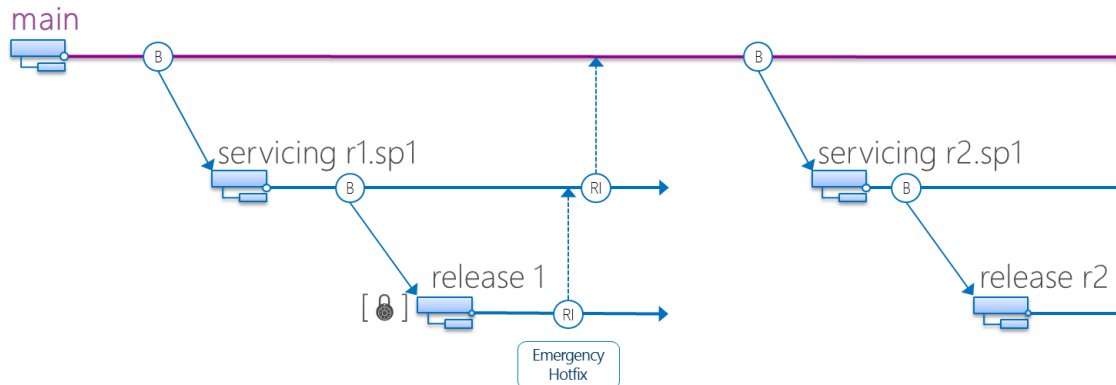 main
B
B
servicing r1.sp1
servicing r2.sp1
B
RI
B
release 1
release r2
[ ]
RI
Emergency
Hotfix